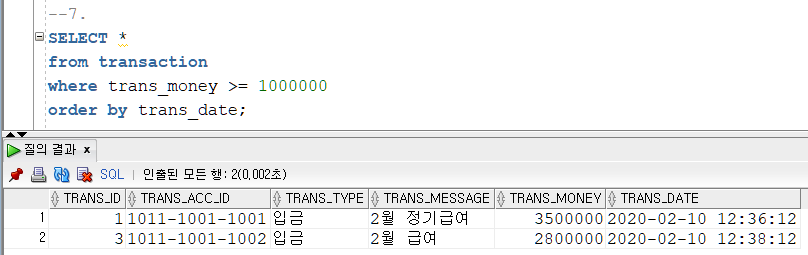 --7.
SELECT *
from transaction
where trans_money >= 1000000
order by trans_date;
질의 결과 x
SQL | 인출된 모든 행: 2(0,002초)
TRANS_ID TRANS_ACC_ID TRANS_TYPE TRANS_MESSAGE TRANS_MONEY TRANS_DATE
1 1 1011-1001-1001 입금 2월 정기급여 3500000 2020-02-10 12:36:12
2 3 1011-1001-1002 입금 2월 급여 2800000 2020-02-10 12:38:12